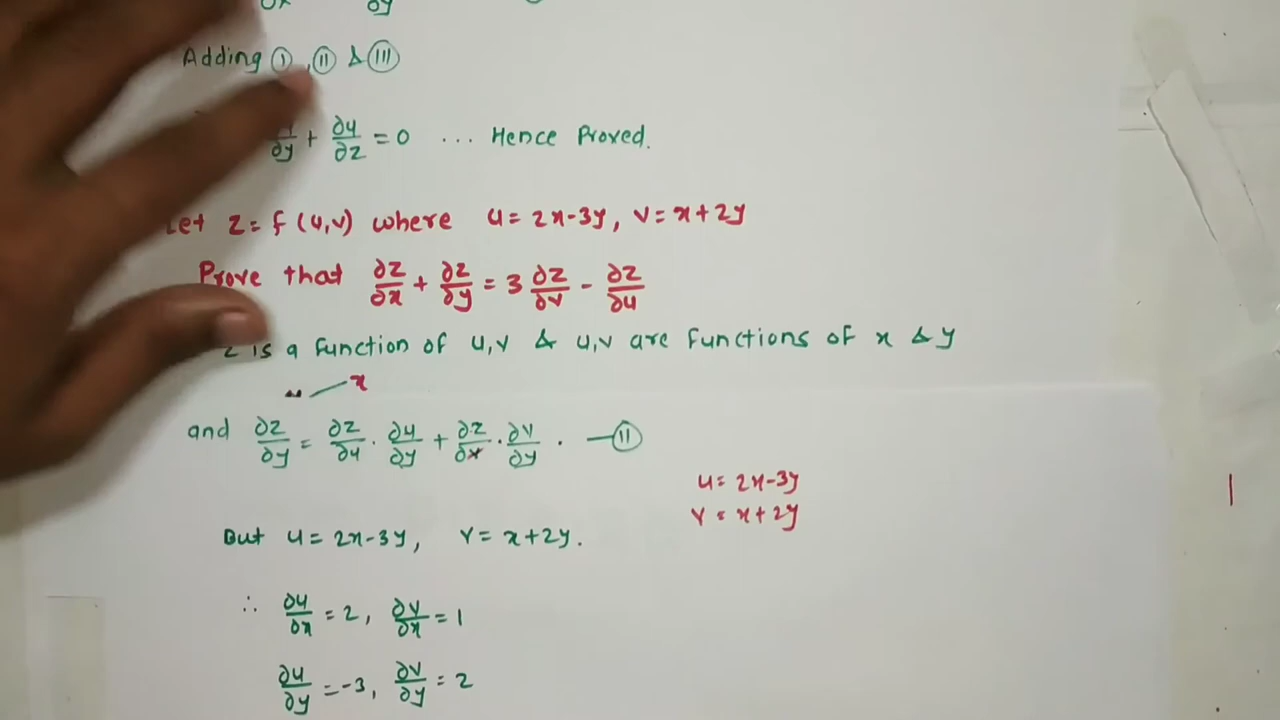 ∂x ∂y
Adding Ⓘ, Ⓘⓘ & Ⓘⓘⓘ
∂y + ∂u/∂z = 0 ... Hence Proved.
Let z = f(u,v) where u = 2x-3y, v = x+2y
Prove that ∂z/∂x + ∂z/∂y = 3 ∂z/∂v - ∂z/∂u
z is a function of u,v & u,v are functions of x & y
x
and ∂z/∂y = ∂z/∂u · ∂u/∂y + ∂z/∂x · ∂v/∂y · —(II)
u = 2x-3y
v = x+2y
But u = 2x-3y, v = x+2y.
∴ ∂u/∂x = 2, ∂v/∂x = 1
∂u/∂y = -3, ∂v/∂y = 2